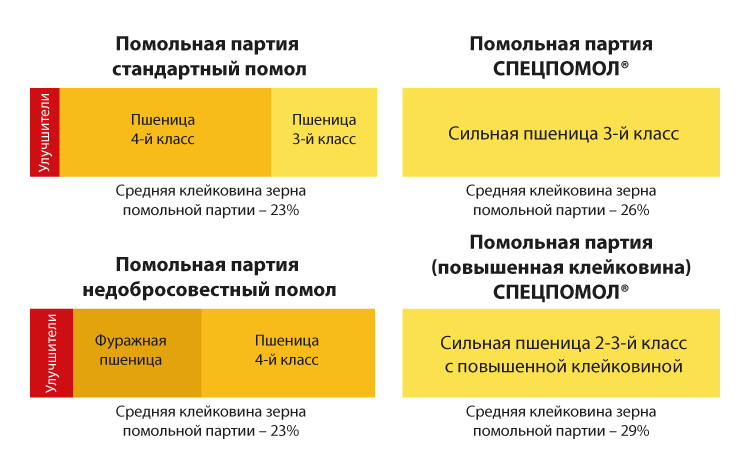 Помольная партия
стандартный помол
Улучшители
Пшеница
4-й класс
Пшеница
3-й класс
Средняя клейковина зерна
помольной партии – 23%
Помольная партия
СПЕЦПОМОЛ®
Сильная пшеница 3-й класс
Средняя клейковина зерна
помольной партии – 26%
Помольная партия
недобросовестный помол
Улучшители
Фуражная
пшеница
Пшеница
4-й класс
Средняя клейковина зерна
помольной партии – 23%
Помольная партия
(повышенная клейковина)
СПЕЦПОМОЛ®
Сильная пшеница 2-3-й класс
с повышенной клейковиной
Средняя клейковина зерна
помольной партии – 29%